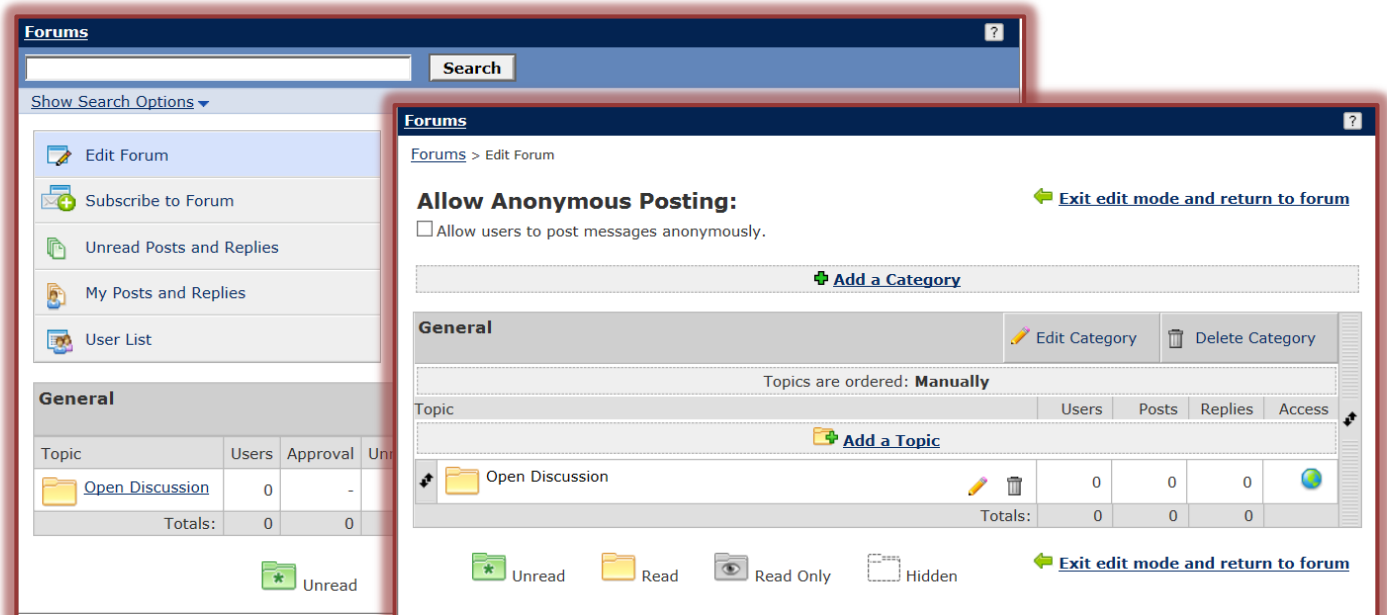 Forums
?
Search
Show Search Options
Edit Forum
Subscribe to Forum
Unread Posts and Replies
My Posts and Replies
User List
General
Topic Users Approval
Open Discussion 0 -
Totals: 0 0
Unread
Forums
?
Forums > Edit Forum
Allow Anonymous Posting:
Exit edit mode and return to forum
Allow users to post messages anonymously.
Add a Category
General Edit Category Delete Category
Topics are ordered: Manually
Topic Users Posts Replies Access
Add a Topic
Open Discussion 0 0 0
Totals: 0 0 0
Unread Read Read Only Hidden
Exit edit mode and return to forum